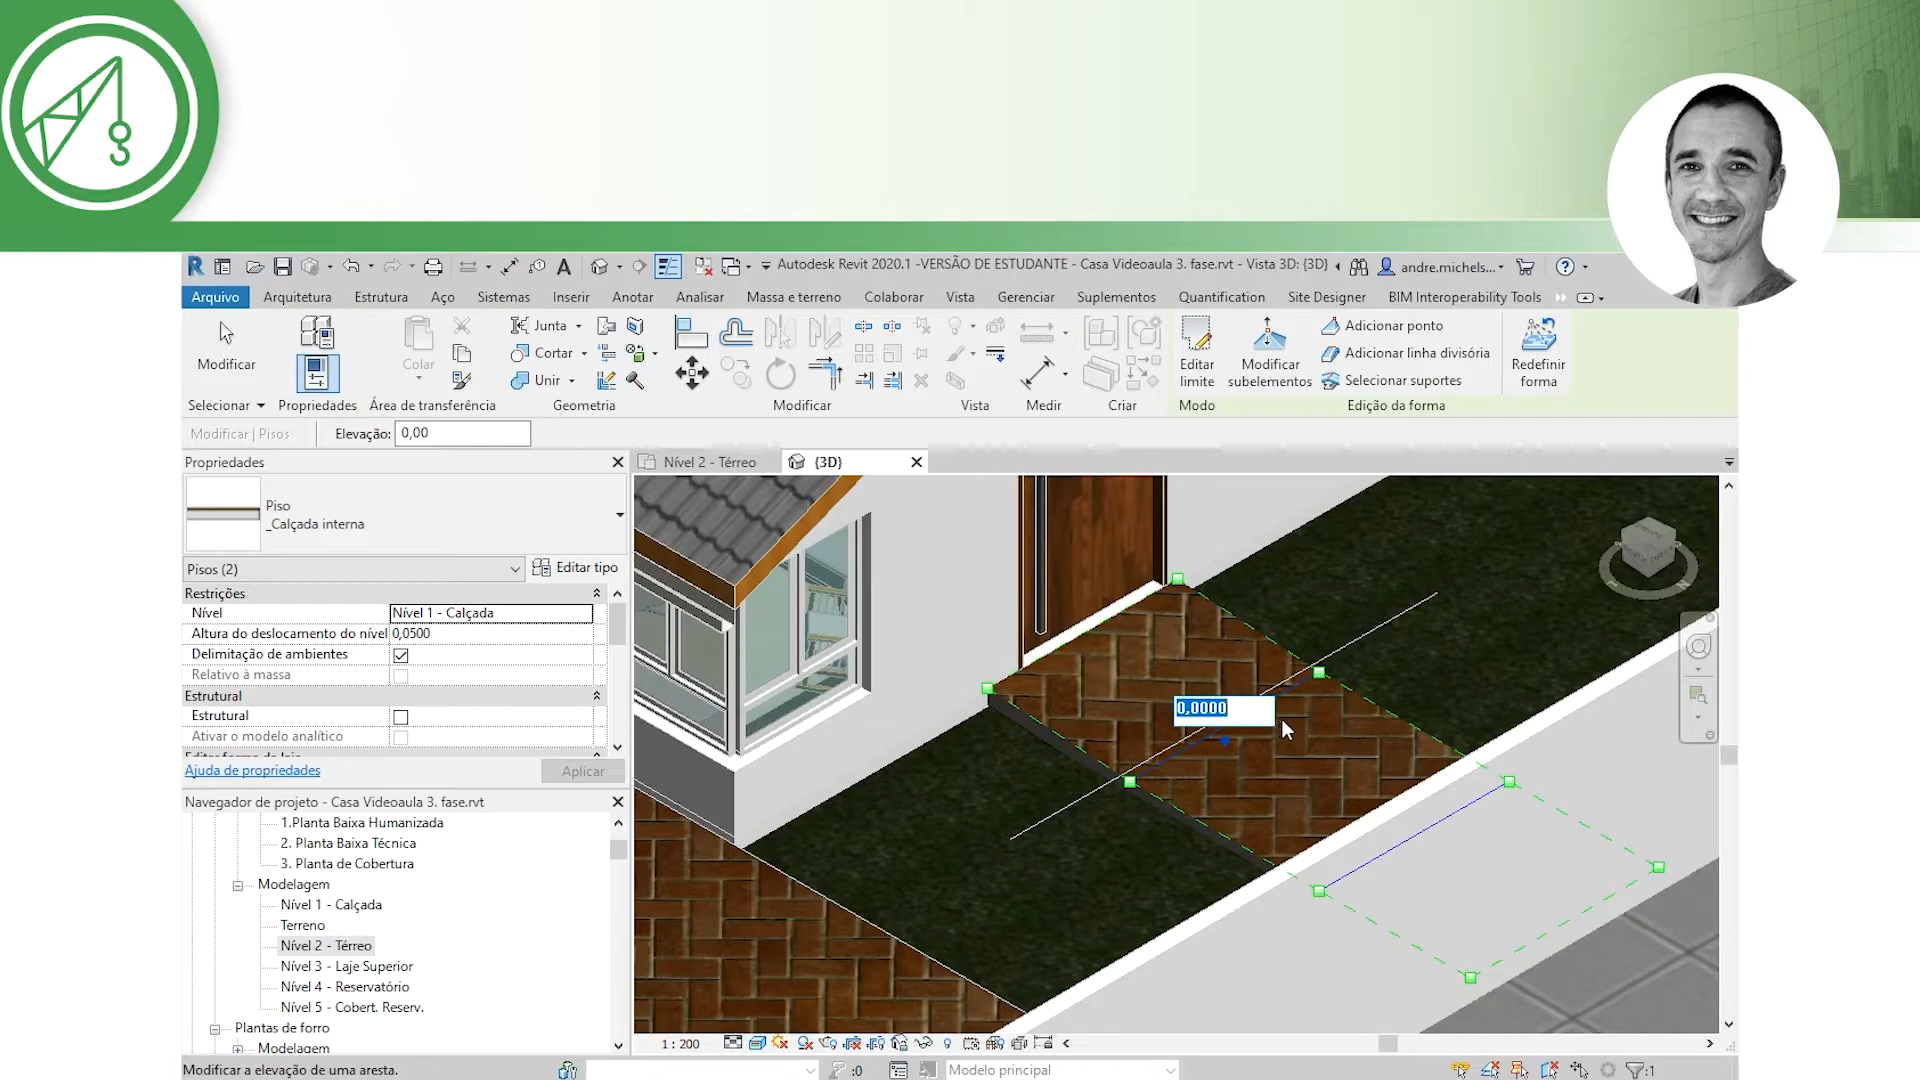 Autodesk Revit 2020.1 -VERSÃO DE ESTUDANTE - Casa Videoaula 3. fase.rvt - Vista 3D: {3D}
andre.michels...
Arquivo Arquitetura Estrutura Aço Sistemas Inserir Anotar Analisar Massa e terreno Colaborar Vista Gerenciar Suplementos Quantification Site Designer BIM Interoperability Tools
Modificar
Colar
Junta
Cortar
Unir
Editar limite
Modificar subelementos
Adicionar ponto
Adicionar linha divisória
Selecionar suportes
Redefinir forma
Selecionar Propriedades Área de transferência Geometria Modificar Vista Medir Criar Modo Edição da forma
Modificar | Pisos Elevação: 0,00
Propriedades
Nível 2 - Térreo {3D}
Piso
_Calçada interna
Pisos (2) Editar tipo
Restrições
Nível Nível 1 - Calçada
Altura do deslocamento do nível 0,0500
Delimitação de ambientes
Relativo à massa
Estrutural
Estrutural
Ativar o modelo analítico
Ajuda de propriedades Aplicar
0,0000
Navegador de projeto - Casa Videoaula 3. fase.rvt
1.Planta Baixa Humanizada
2. Planta Baixa Técnica
3. Planta de Cobertura
Modelagem
Nível 1 - Calçada
Terreno
Nível 2 - Térreo
Nível 3 - Laje Superior
Nível 4 - Reservatório
Nível 5 - Cobert. Reserv.
Plantas de forro
Modelagem
1 : 200
Modificar a elevação de uma aresta.
:0
Modelo principal
:1